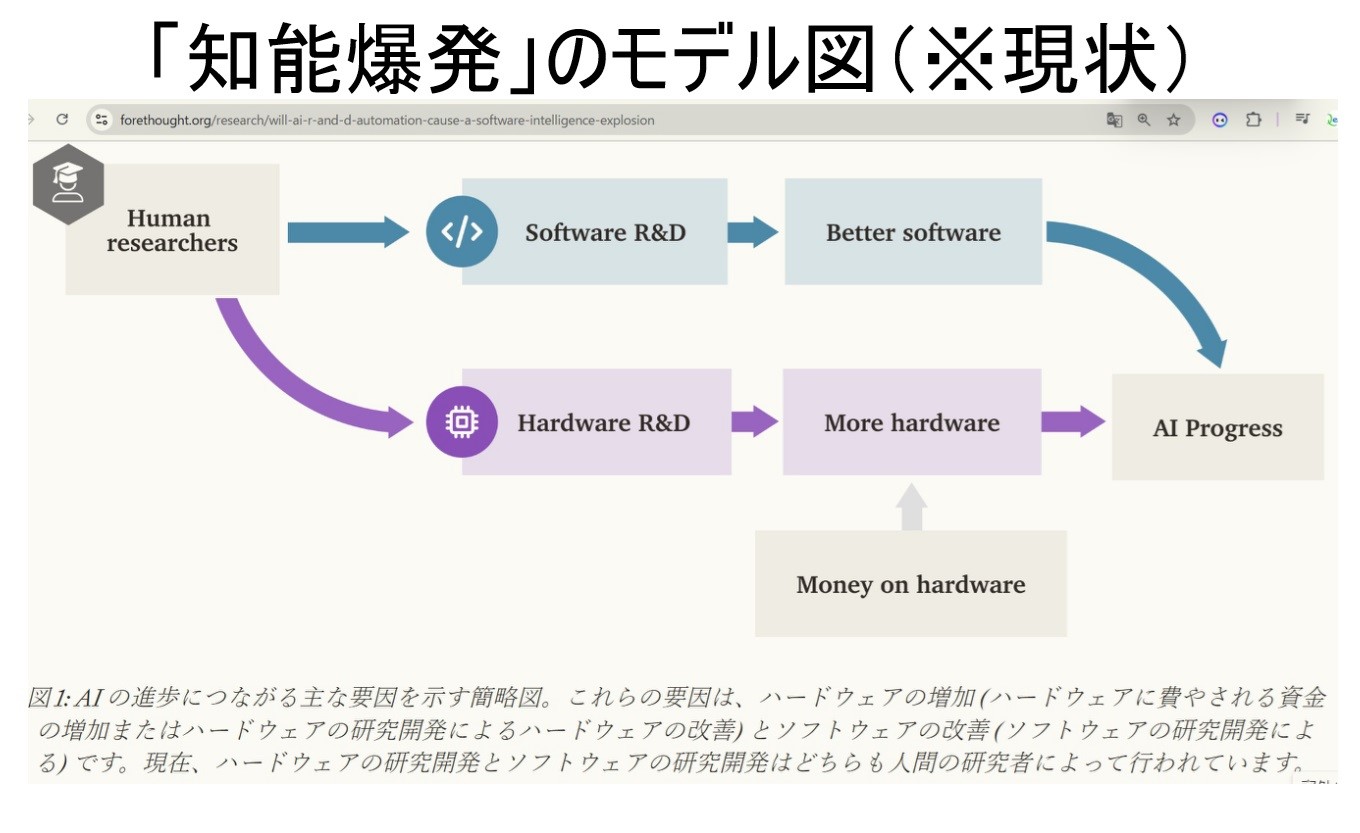 「知能爆発」のモデル図(※現状)
forethought.org/research/will-ai-r-and-d-automation-cause-a-software-intelligence-explosion
Human
researchers
Software R&D
Better software
Hardware R&D
More hardware
AI Progress
Money on hardware
図1: AI の進歩につながる主な要因を示す簡略図。これらの要因は、ハードウェアの増加 (ハードウェアに費やされる資金
の増加またはハードウェアの研究開発によるハードウェアの改善) とソフトウェアの改善 (ソフトウェアの研究開発によ
る) です。現在、ハードウェアの研究開発とソフトウェアの研究開発はどちらも人間の研究者によって行われています。